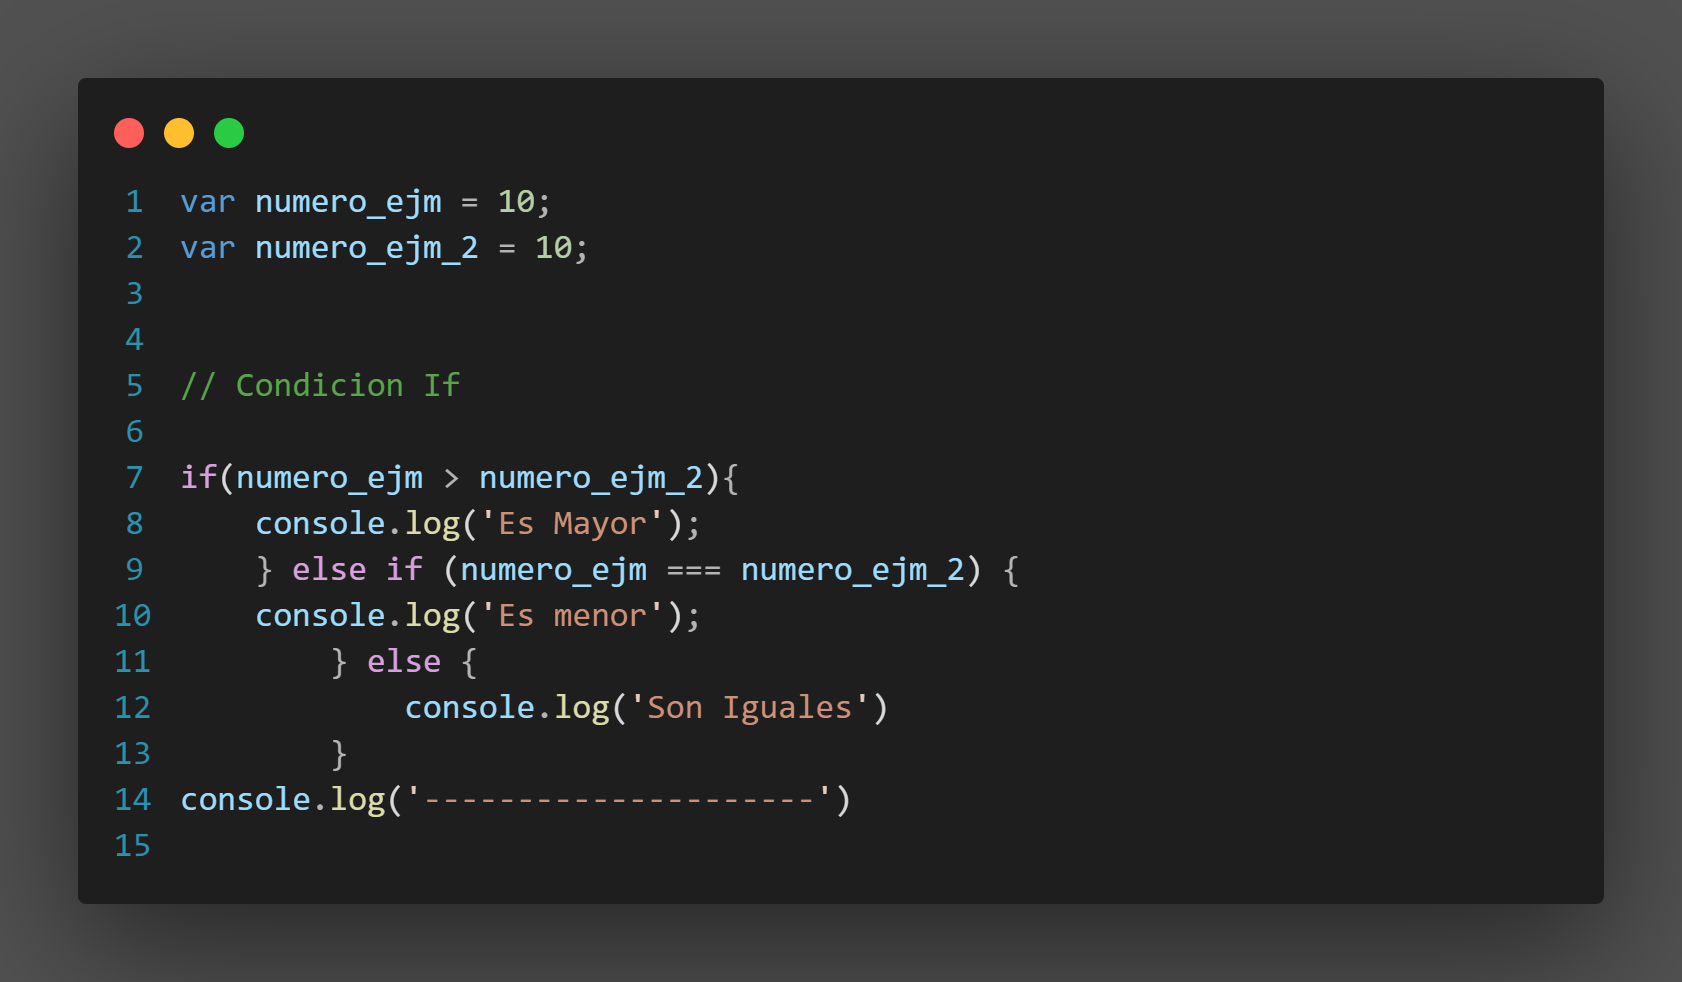 1 var numero_ejm = 10;
2 var numero_ejm_2 = 10;
3
4
5 // Condicion If
6
7 if(numero_ejm > numero_ejm_2){
8     console.log('Es Mayor');
9     } else if (numero_ejm === numero_ejm_2) {
10     console.log('Es menor');
11         } else {
12             console.log('Son Iguales')
13         }
14 console.log('---------------------')
15